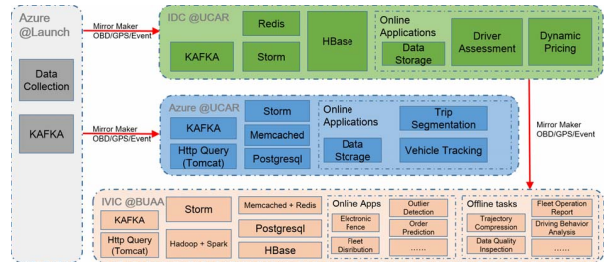 Azure
@Launch
Data
Collection
KAFKA
Mirror Maker
OBD/GPS/Event
Mirror Maker
OBD/GPS/Event
IDC @UCAR
Redis
KAFKA
Storm
HBase
Online
Applications
Data
Storage
Driver
Assessment
Dynamic
Pricing
Azure @UCAR
KAFKA
Http Query
(Tomcat)
Storm
Memcached
Postgresql
Online
Applications
Data
Strcage
Trip
Segmentation
Vehicle Tracking
Mirror Maker
OBD/GPS/Event
IVIC @BUAA
KAFKA
Http Query
(Tomcat)
Storm
Hadoop + Spark
Memcached + Redis
Postgresql
HBase
Online Apps
Electronic
Fence
Fleet
Disribution
Outlier
Detection
Order
Prediction
......
Offline tasks
Trajectory
Compression
Data Quality
Inspection
Fleet Operation
Report
Driving Behavior
Analysis
......